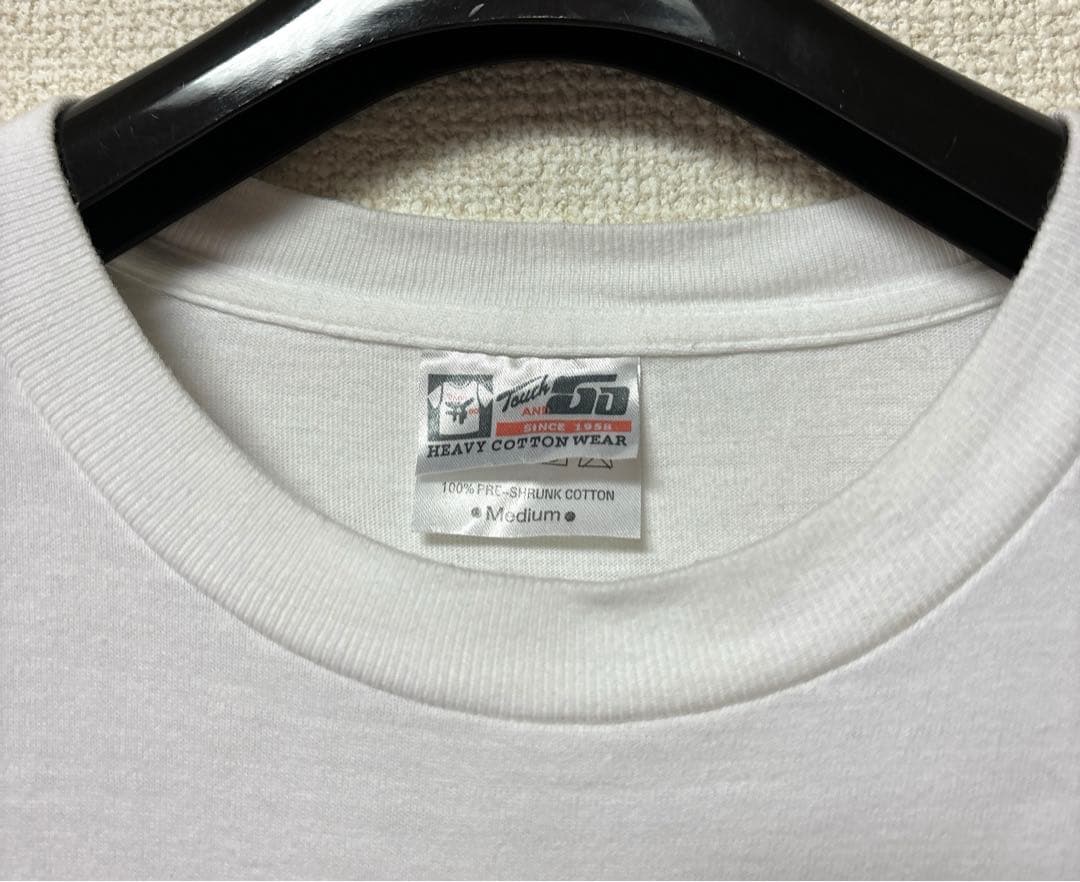 Touch
AND GO
SINCE 1958
HEAVY COTTON WEAR
100% PRE-SHRUNK COTTON
• Medium •